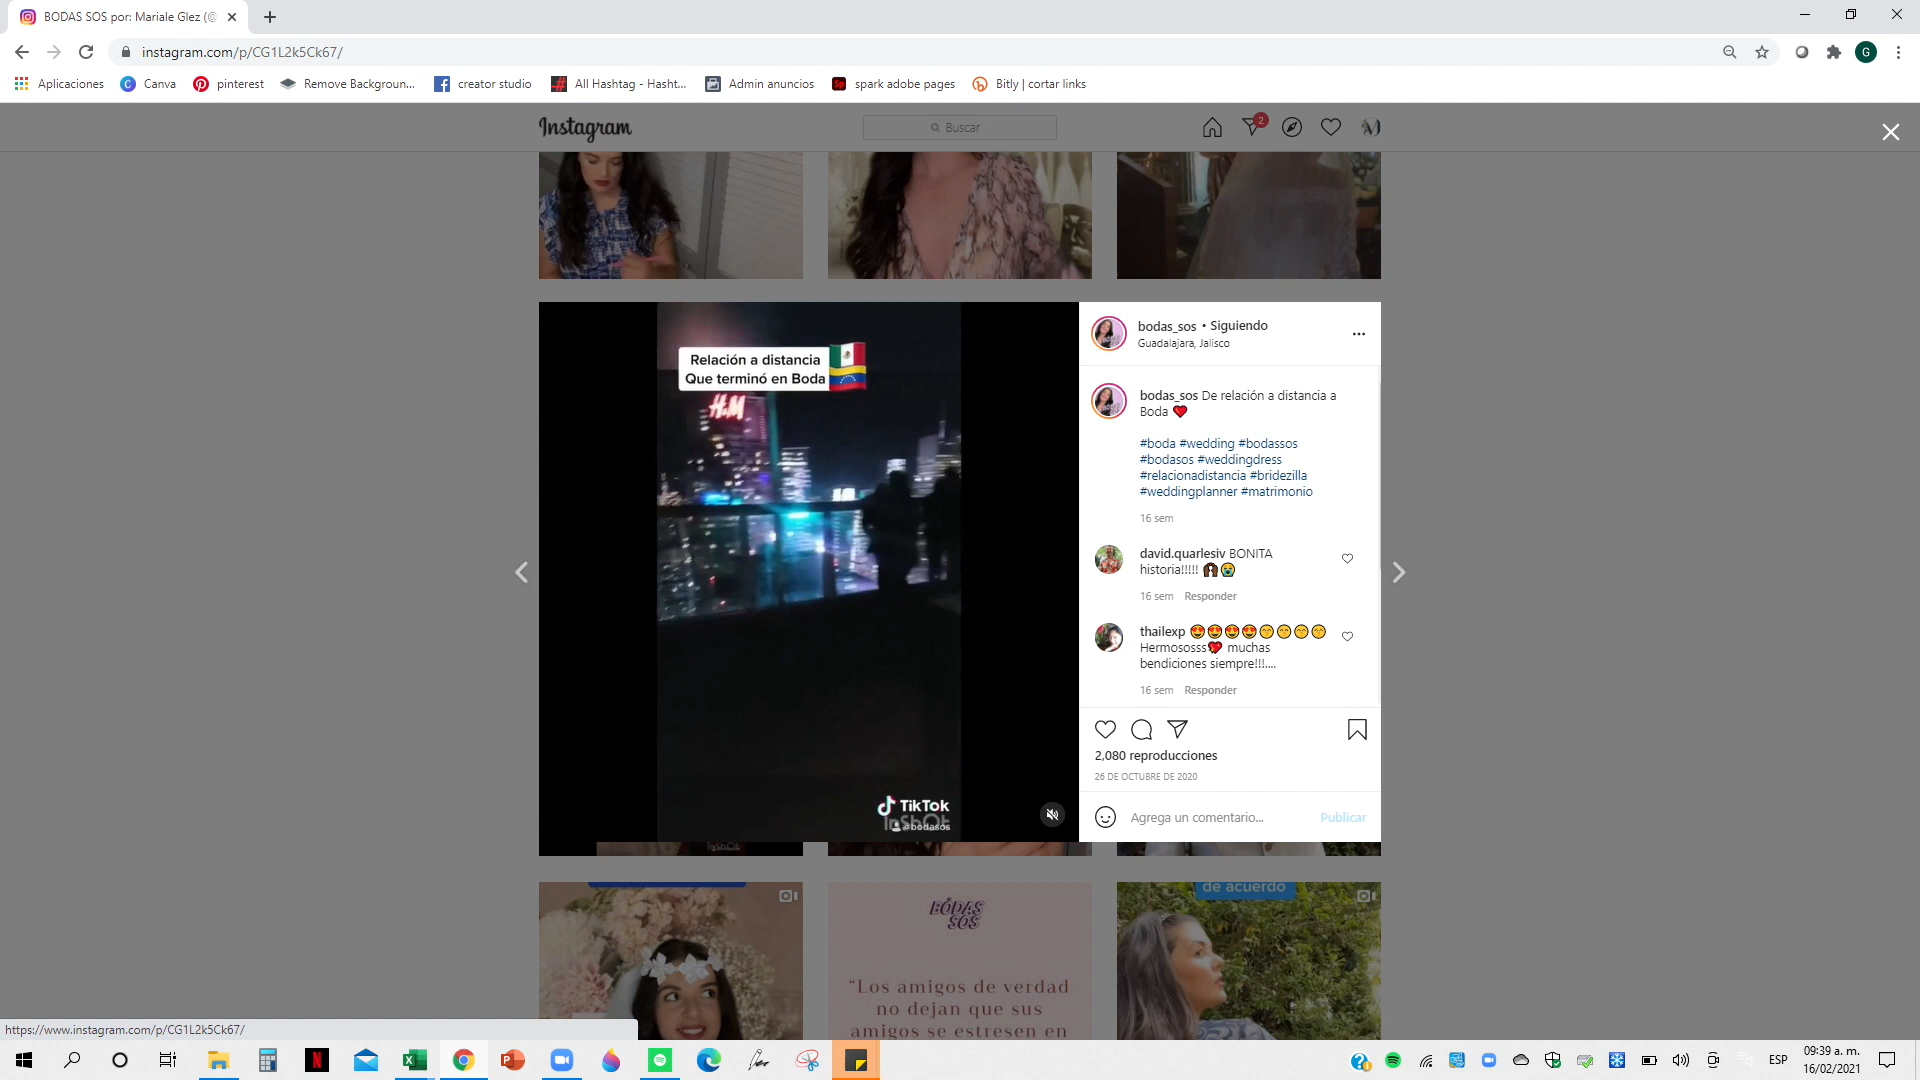 BODAS SOS por: Mariale Glez (@
instagram.com/p/CG1L2k5Ck67/
G
Aplicaciones
Canva
pinterest
Remove Backgroun...
creator studio
All Hashtag - Hasht...
Admin anuncios
spark adobe pages
Bitly | cortar links
Instagram
Buscar
2
Relación a distancia
Que terminó en Boda
H&M
TikTok
InShOt
@bodasos
bodas_sos • Siguiendo
Guadalajara, Jalisco
bodas_sos De relación a distancia a
Boda
#boda #wedding #bodassos
#bodasos #weddingdress
#relacionadistancia #bridezilla
#weddingplanner #matrimonio
16 sem
david.quarlesiv BONITA
historia!!!!!
16 sem Responder
thailexp
Hermososss muchas
bendiciones siempre!!!....
16 sem Responder
2,080 reproducciones
26 DE OCTUBRE DE 2020
Agrega un comentario...
Publicar
InShOt
de acuerdo
BODAS
SOS
“Los amigos de verdad
no dejan que sus
amigos se estresen en
https://www.instagram.com/p/CG1L2k5Ck67/
ESP
09:39 a. m.
16/02/2021